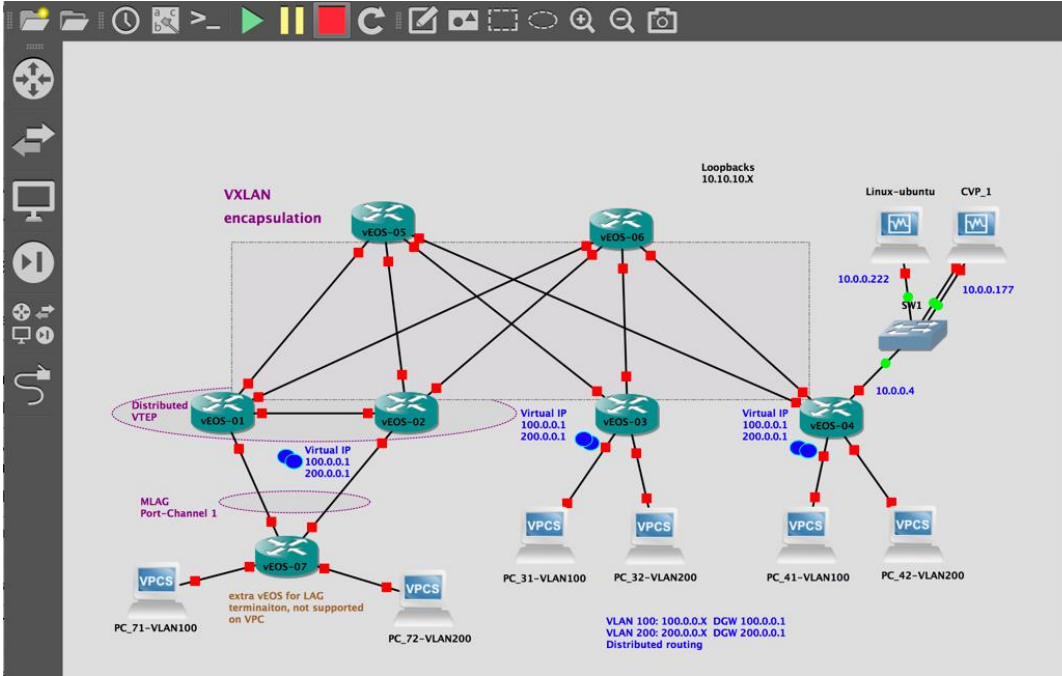 Loopbacks
10.10.10.X
VXLAN
encapsulation
Linux-ubuntu
CVP_1
vEOS-05
vEOS-06
10.0.0.222
10.0.0.177
SW1
10.0.0.4
Distributed
VTEP
vEOS-01
vEOS-02
vEOS-03
vEOS-04
Virtual IP
100.0.0.1
200.0.0.1
Virtual IP
100.0.0.1
200.0.0.1
Virtual IP
100.0.0.1
200.0.0.1
MLAG
Port-Channel 1
vEOS-07
VPCS
VPCS
VPCS
VPCS
VPCS
VPCS
PC_31-VLAN100
PC_32-VLAN200
PC_41-VLAN100
PC_42-VLAN200
extra vEOS for LAG
terminaiton, not supported
on VPC
PC_71-VLAN100
PC_72-VLAN200
VLAN 100: 100.0.0.X DGW 100.0.0.1
VLAN 200: 200.0.0.X DGW 200.0.0.1
Distributed routing